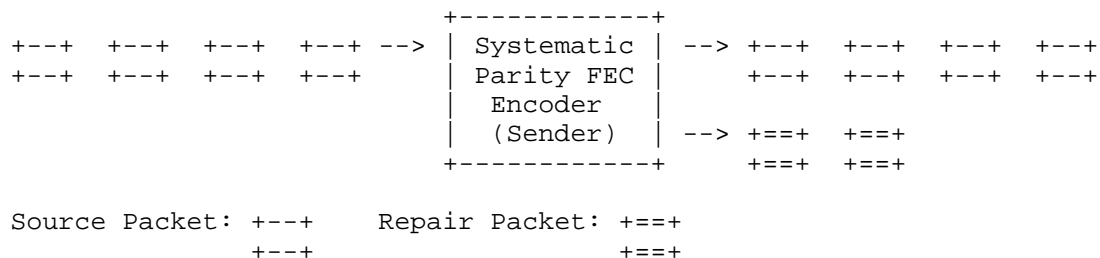 +------------+
+--+  +--+  +--+  +--+ -->  | Systematic | --> +--+  +--+  +--+  +--+
+--+  +--+  +--+  +--+      | Parity FEC |     +--+  +--+  +--+  +--+
                            |  Encoder   |
                            |  (Sender)  | --> +==+  +==+
                            +------------+     +==+  +==+
Source Packet: +--+    Repair Packet: +==+
               +--+                   +==+